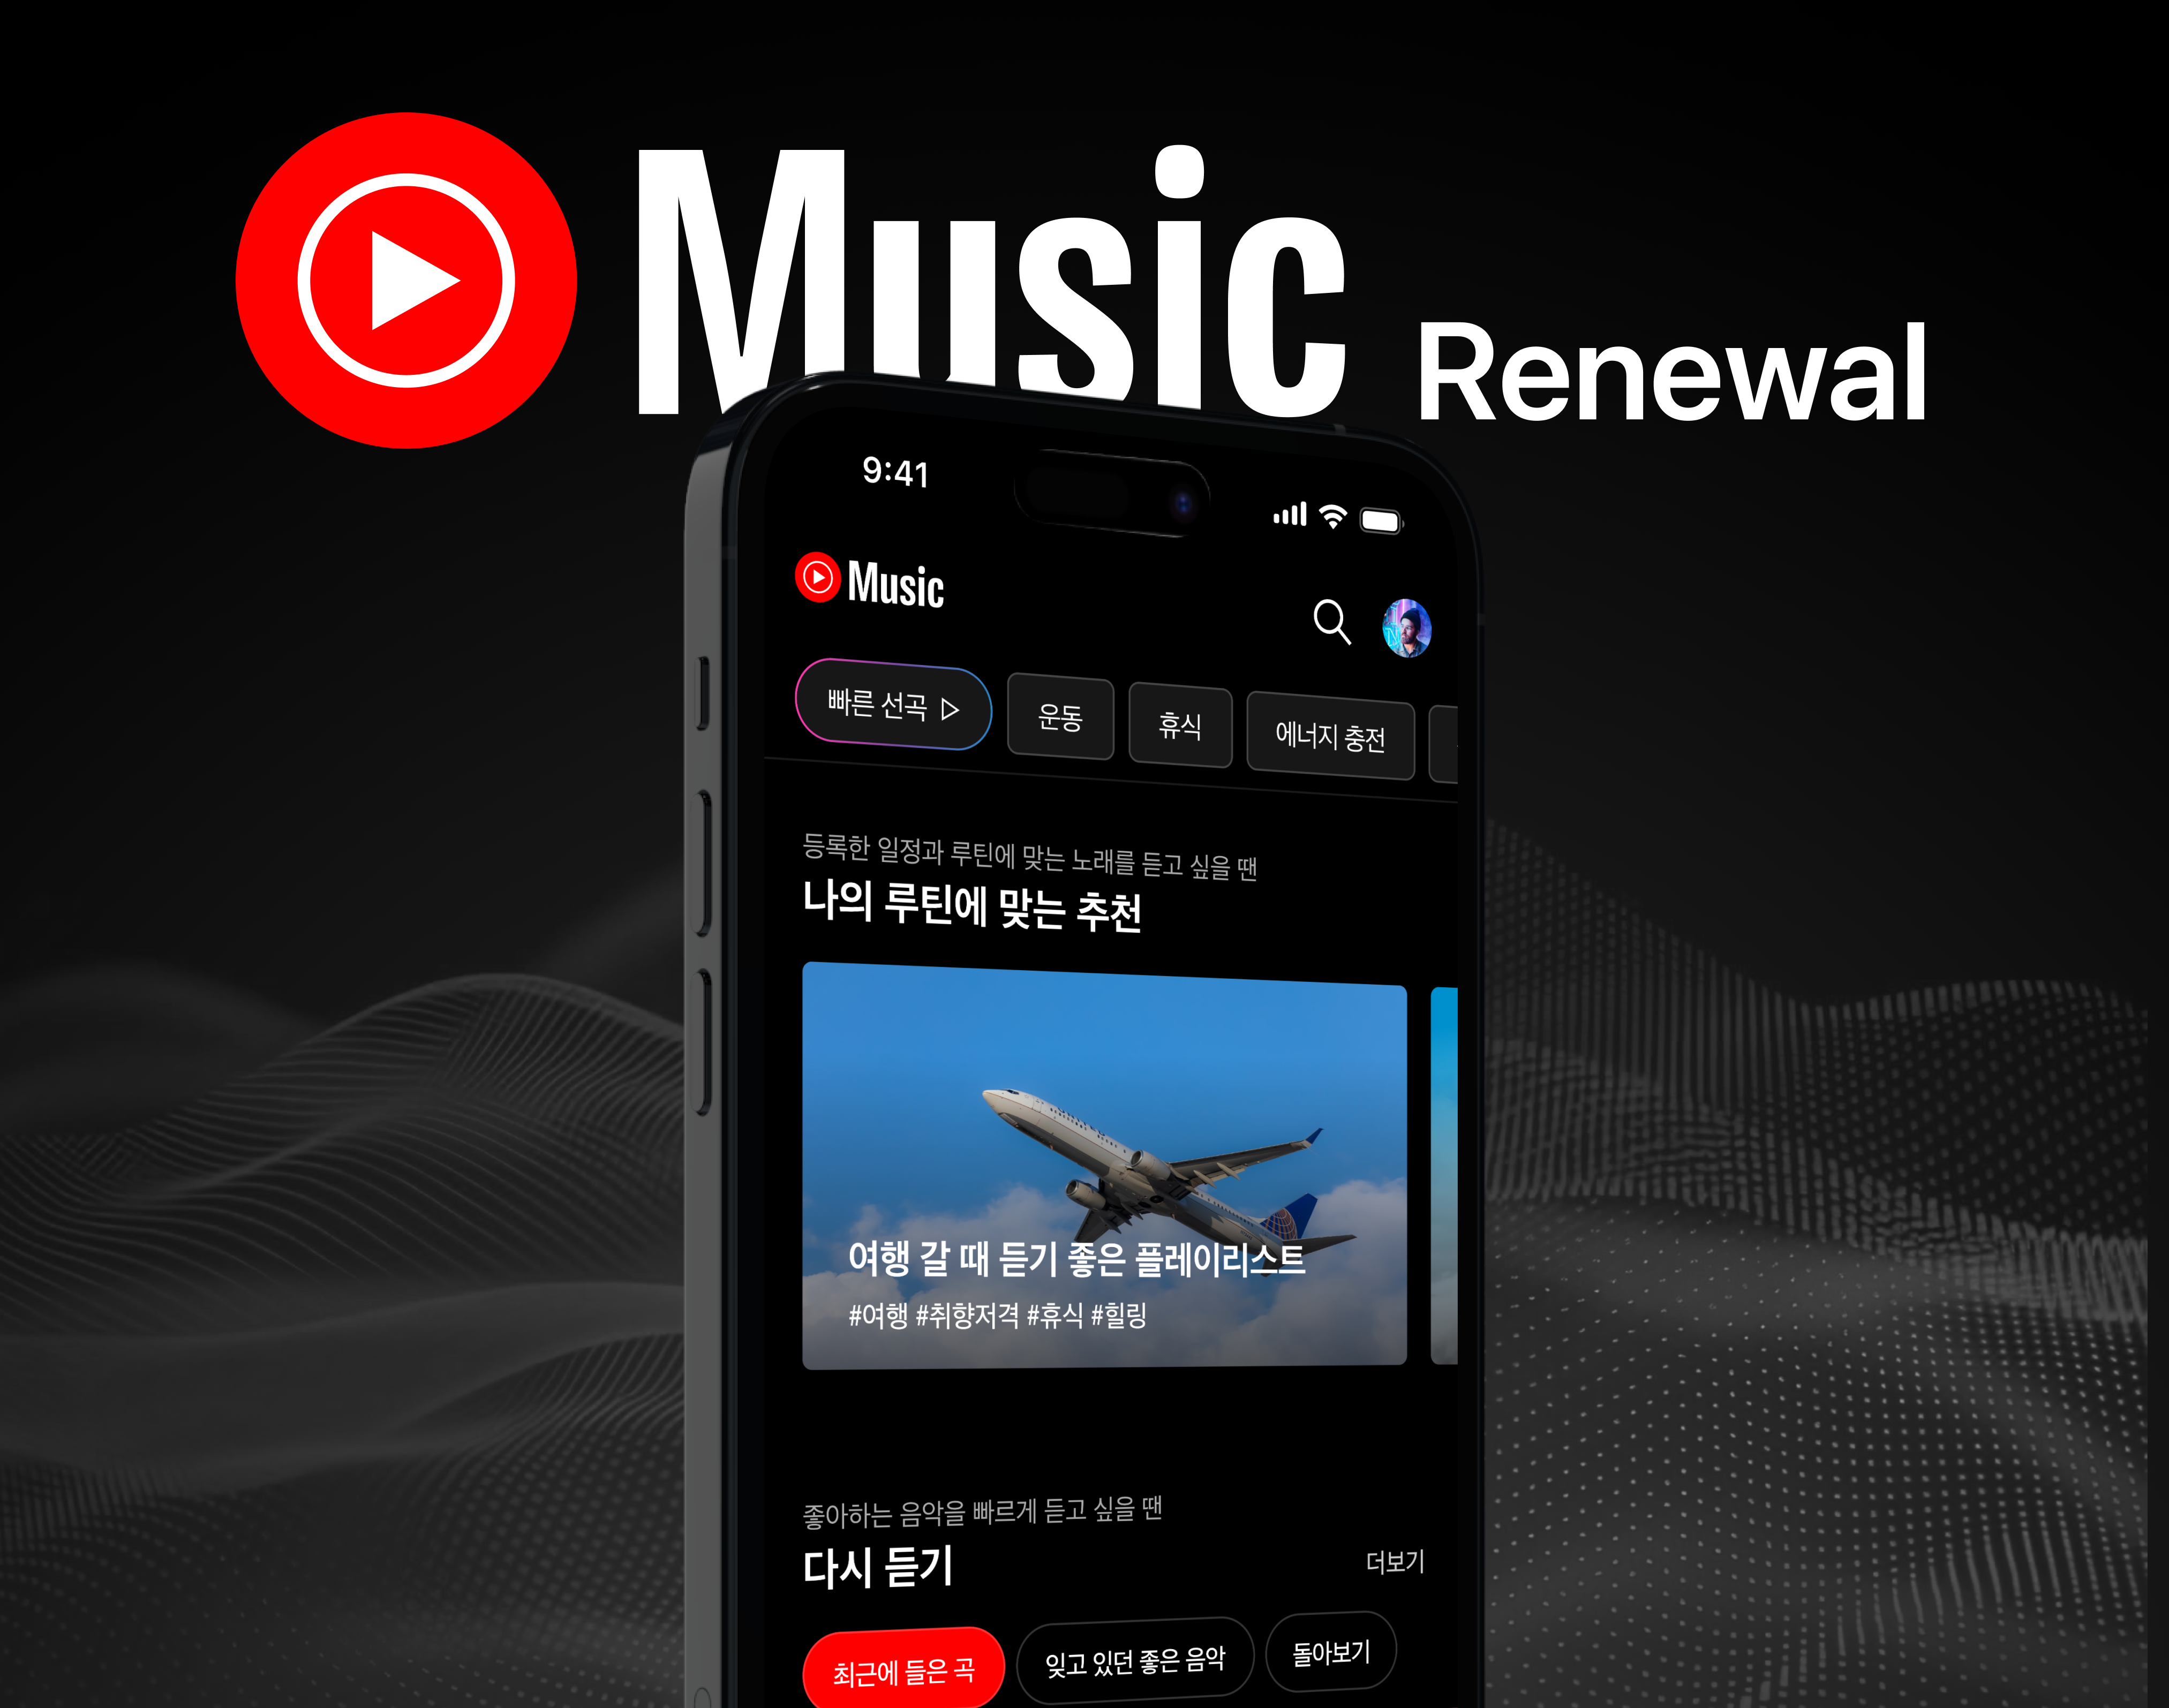 Music Renewal
9:41
Music
빠른 선곡
운동
휴식
에너지 충전
등록한 일정과 루틴에 맞는 노래를 듣고 싶을 땐
나의 루틴에 맞는 추천
여행 갈 때 듣기 좋은 플레이리스트
#여행 #취향저격 #휴식 #힐링
좋아하는 음악을 빠르게 듣고 싶을 땐
다시 듣기
더보기
최근에 들은 곡
잊고 있던 좋은 음악
돌아보기